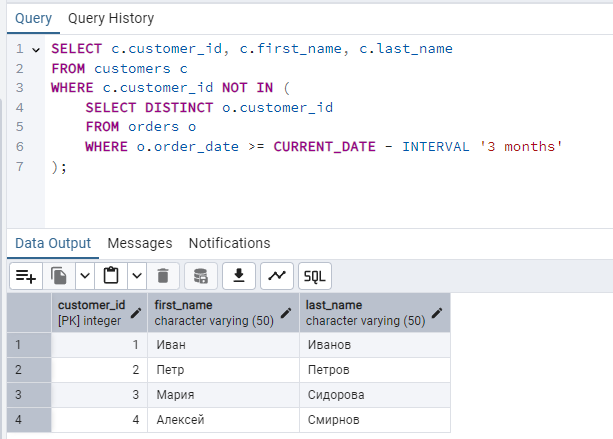 Query Query History
1 SELECT c.customer_id, c.first_name, c.last_name
2 FROM customers c
3 WHERE c.customer_id NOT IN (
4 SELECT DISTINCT o.customer_id
5 FROM orders o
6 WHERE o.order_date >= CURRENT_DATE - INTERVAL '3 months'
7 );
Data Output Messages Notifications
SQL
customer_id first_name last_name
[PK] integer character varying (50) character varying (50)
1 1 Иван Иванов
2 2 Петр Петров
3 3 Мария Сидорова
4 4 Алексей Смирнов